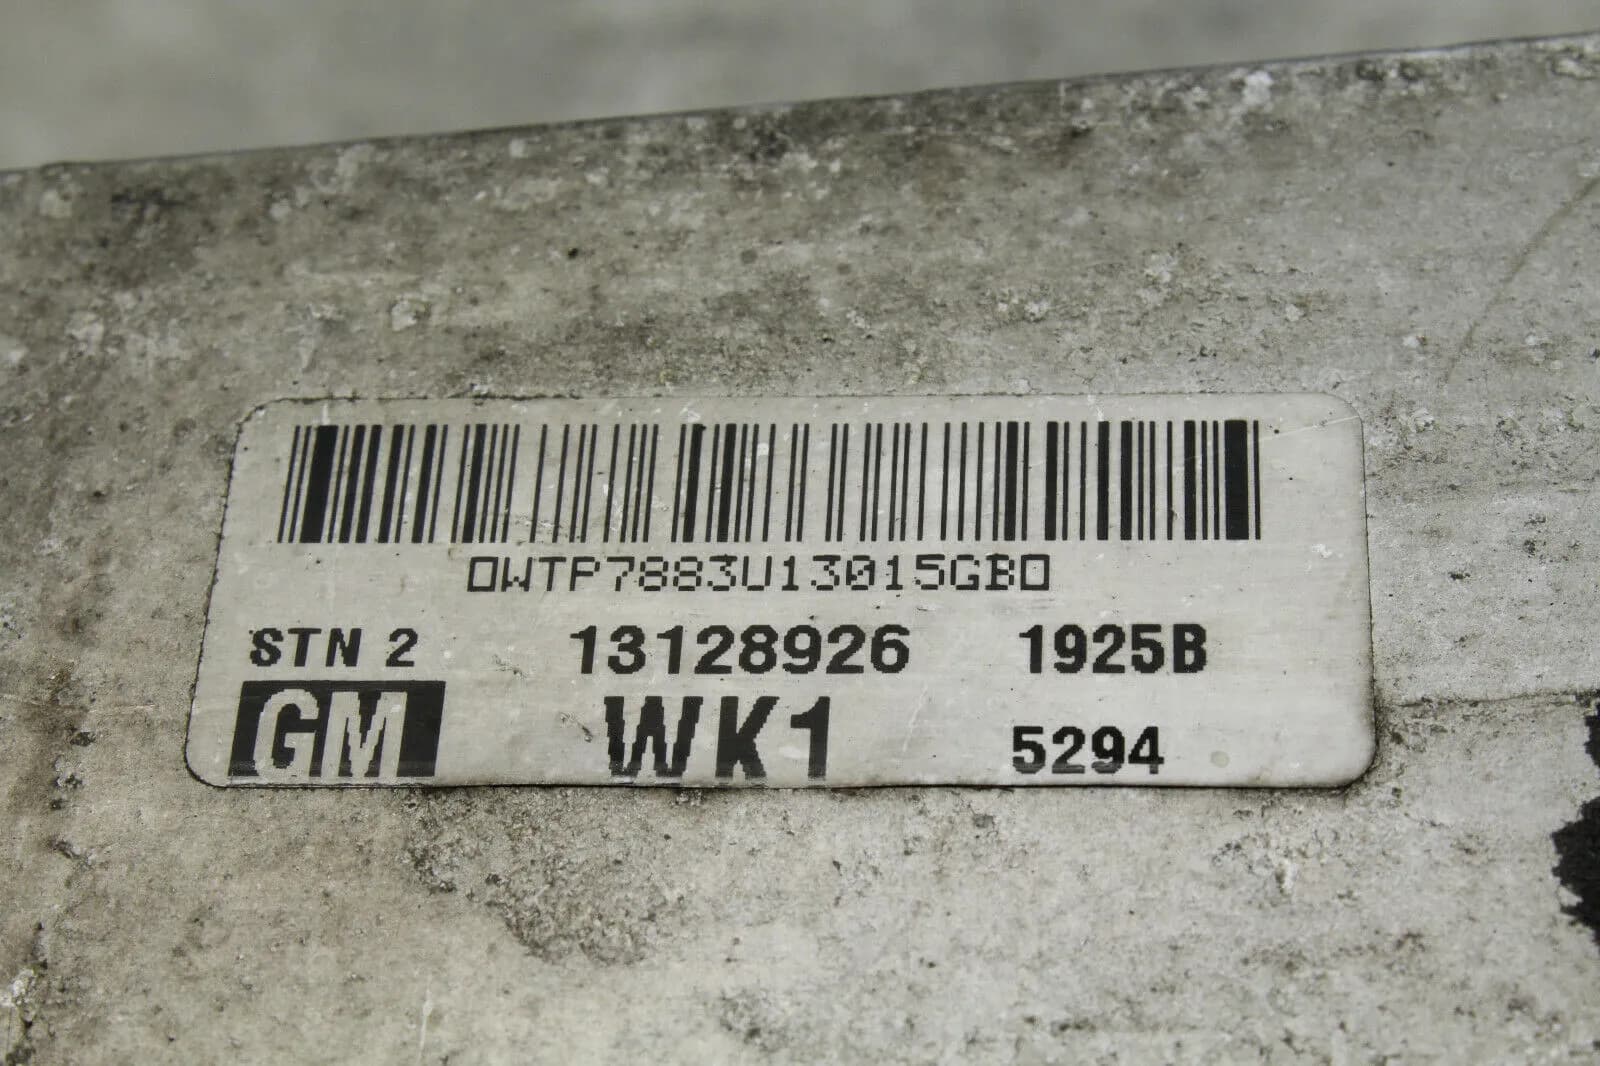 0WTP7883U13015GB0
STN 2 13128926 1925B
GM WK1 5294